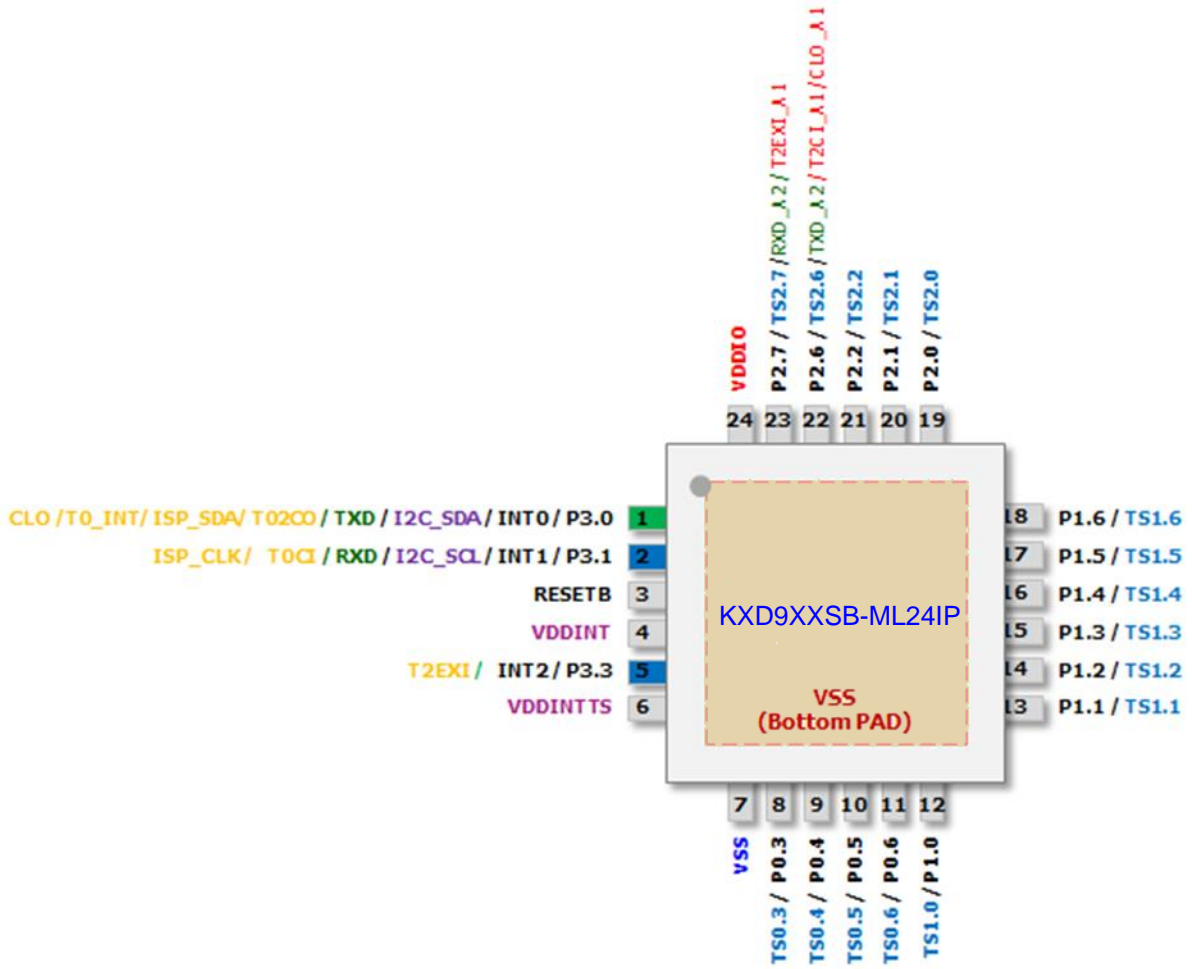 P2.7 / TS2.7 / RXD_A2 / T2EXI_A1
P2.6 / TS2.6 / TXD_A2 / T2CI_A1 / CLO_A1
VDDIO
P2.2 / TS2.2
P2.1 / TS2.1
P2.0 / TS2.0
24 23 22 21 20 19
CLO /T0_INT/ ISP_SDA/ T02CO / TXD / I2C_SDA / INT0 / P3.0 1
ISP_CLK/ T0CI / RXD / I2C_SCL / INT1 / P3.1 2
RESETB 3
VDDINT 4
T2EXI / INT2 / P3.3 5
VDDINTTS 6
18 P1.6 / TS1.6
17 P1.5 / TS1.5
16 P1.4 / TS1.4
15 P1.3 / TS1.3
14 P1.2 / TS1.2
13 P1.1 / TS1.1
KXD9XXSB-ML24IP
VSS
(Bottom PAD)
7 8 9 10 11 12
VSS
TS0.3 / P0.3
TS0.4 / P0.4
TS0.5 / P0.5
TS0.6 / P0.6
TS1.0 / P1.0